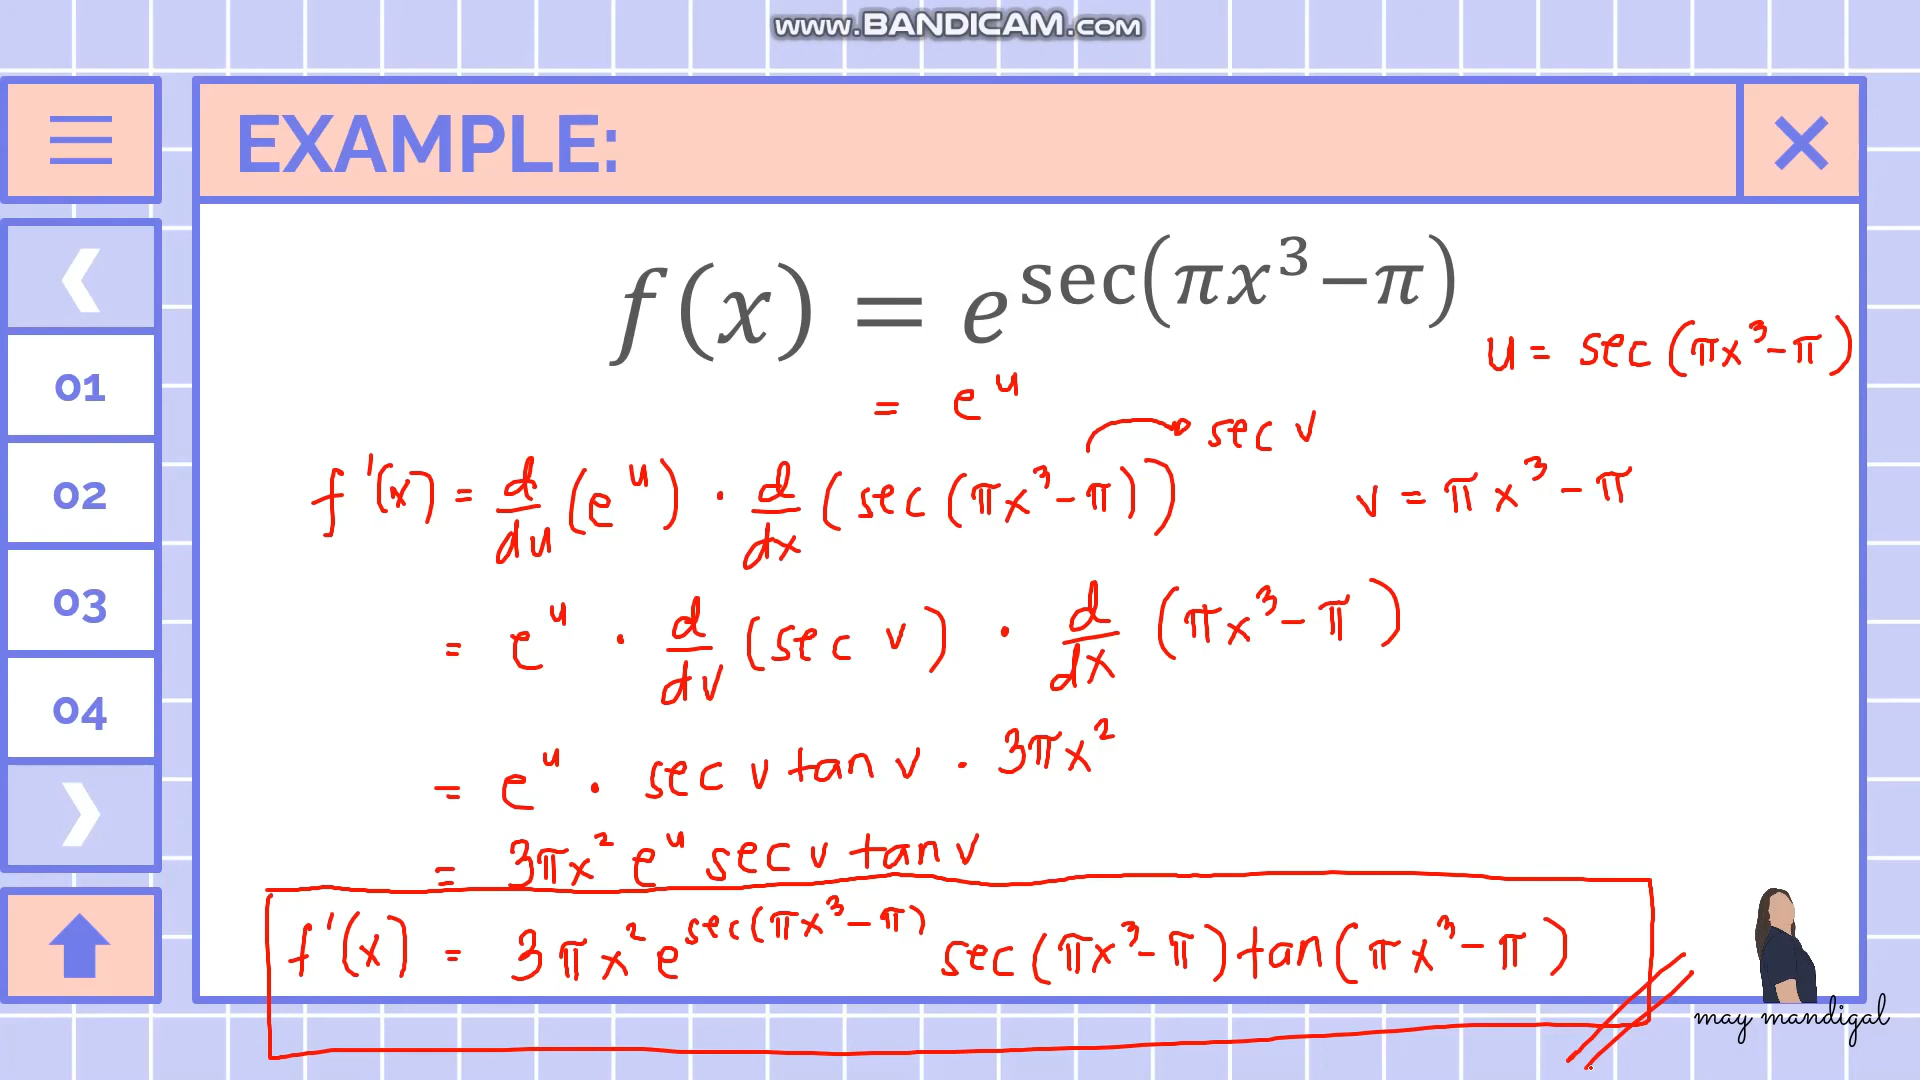 www.BANDICAM.com
EXAMPLE:
01
02
03
04
f(x) = e^{sec(πx³−π)}
u = sec(πx³−π)
= e^u
sec v
f'(x) = d/du (e^u) · d/dx (sec(πx³−π))
v = πx³−π
= e^u · d/dv (sec v) · d/dx (πx³−π)
= e^u · sec v tan v · 3πx²
= 3πx² e^u sec v tan v
f'(x) = 3πx² e^{sec(πx³−π)} sec(πx³−π) tan(πx³−π)
may mandigal